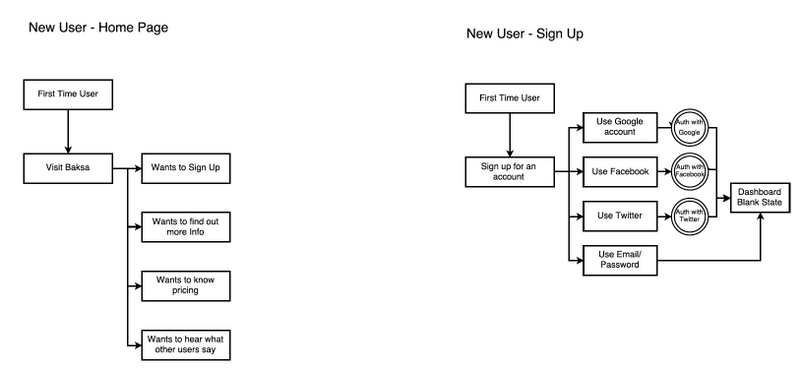 New User - Home Page
First Time User
Visit Baksa
Wants to Sign Up
Wants to find out
more Info
Wants to know
pricing
Wants to hear what
other users say
New User - Sign Up
First Time User
Sign up for an
account
Use Google
account
Auth with
Google
Use Facebook
Auth with
Facebook
Use Twitter
Auth with
Twitter
Use Email/
Password
Dashboard
Blank State